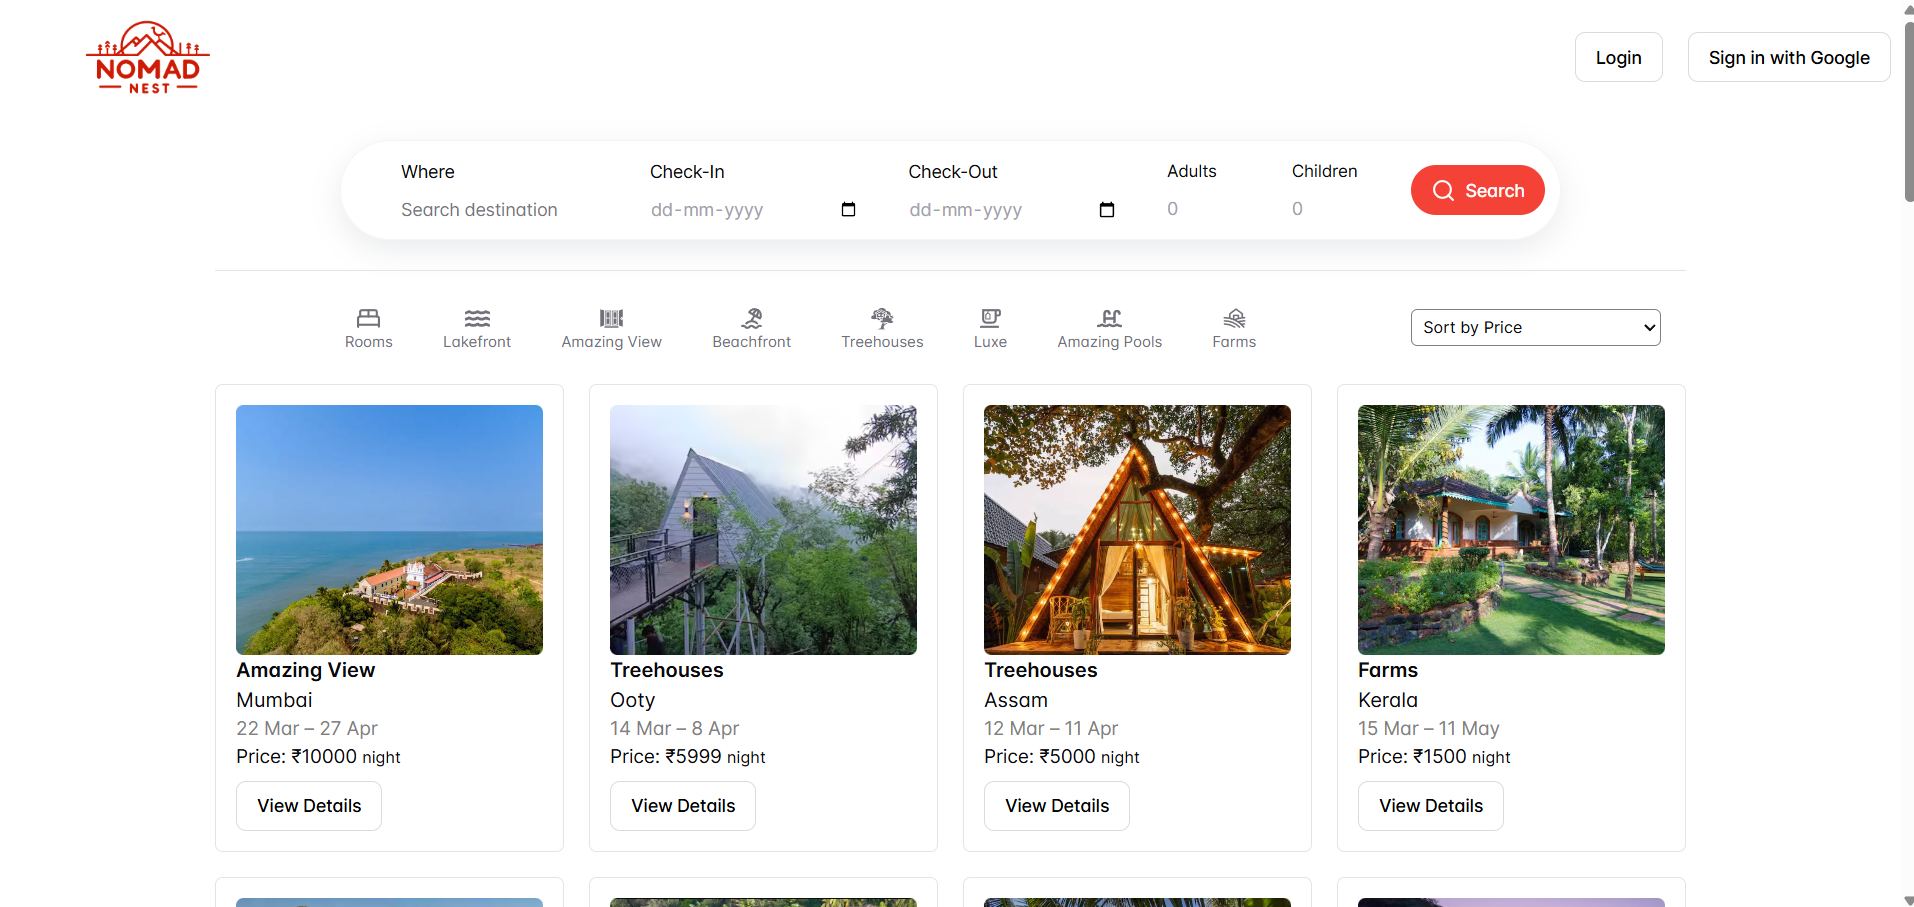 NOMAD
NEST
Login
Sign in with Google
Where
Check-In
Check-Out
Adults
Children
Search destination
dd-mm-yyyy
dd-mm-yyyy
0
0
Search
Rooms
Lakefront
Amazing View
Beachfront
Treehouses
Luxe
Amazing Pools
Farms
Sort by Price
Amazing View
Mumbai
22 Mar – 27 Apr
Price: ₹10000 night
View Details
Treehouses
Ooty
14 Mar – 8 Apr
Price: ₹5999 night
View Details
Treehouses
Assam
12 Mar – 11 Apr
Price: ₹5000 night
View Details
Farms
Kerala
15 Mar – 11 May
Price: ₹1500 night
View Details